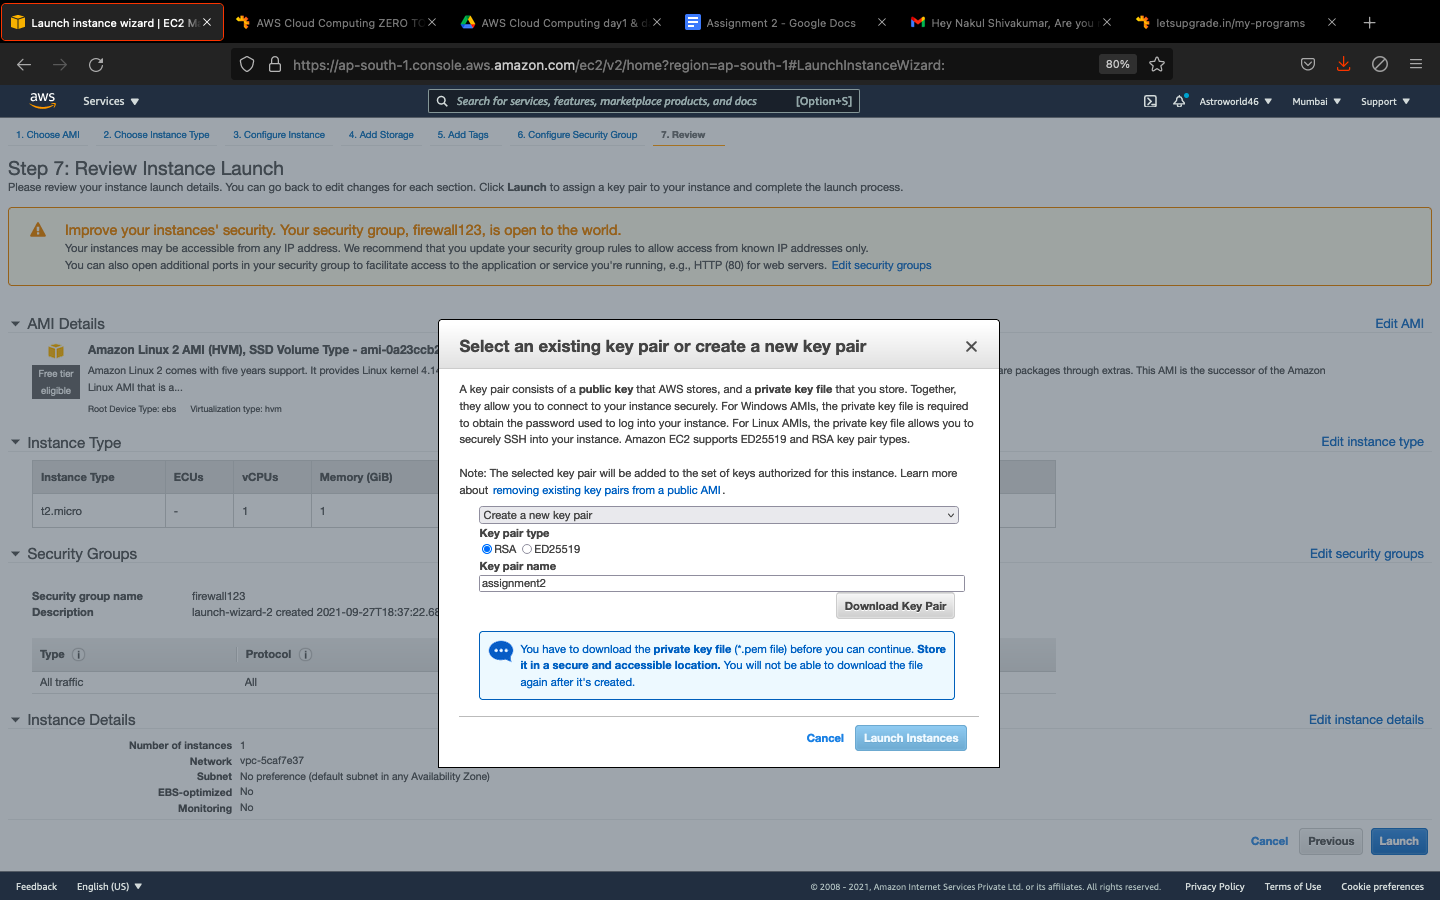 Launch instance wizard | EC2 M
AWS Cloud Computing ZERO TO
AWS Cloud Computing day1 & d
Assignment 2 - Google Docs
Hey Nakul Shivakumar, Are you
letsupgrade.in/my-programs
https://ap-south-1.console.aws.amazon.com/ec2/v2/home?region=ap-south-1#LaunchInstanceWizard:
80%
aws
Services
Search for services, features, marketplace products, and docs
[Option+S]
Astroworld46
Mumbai
Support
1. Choose AMI
2. Choose Instance Type
3. Configure Instance
4. Add Storage
5. Add Tags
6. Configure Security Group
7. Review
Step 7: Review Instance Launch
Please review your instance launch details. You can go back to edit changes for each section. Click Launch to assign a key pair to your instance and complete the launch process.
Improve your instances' security. Your security group, firewall123, is open to the world.
Your instances may be accessible from any IP address. We recommend that you update your security group rules to allow access from known IP addresses only.
You can also open additional ports in your security group to facilitate access to the application or service you're running, e.g., HTTP (80) for web servers. Edit security groups
AMI Details
Edit AMI
Free tier
eligible
Amazon Linux 2 AMI (HVM), SSD Volume Type - ami-0a23ccb2
Amazon Linux 2 comes with five years support. It provides Linux kernel 4.14
are packages through extras. This AMI is the successor of the Amazon
Linux AMI that is a...
Root Device Type: ebs Virtualization type: hvm
Instance Type
Edit instance type
Instance Type
ECUs
vCPUs
Memory (GiB)
t2.micro
-
1
1
Security Groups
Edit security groups
Security group name
firewall123
Description
launch-wizard-2 created 2021-09-27T18:37:22.68
Type
Protocol
All traffic
All
Instance Details
Edit instance details
Number of instances 1
Network vpc-5caf7e37
Subnet No preference (default subnet in any Availability Zone)
EBS-optimized No
Monitoring No
Cancel
Previous
Launch
Select an existing key pair or create a new key pair
A key pair consists of a public key that AWS stores, and a private key file that you store. Together,
they allow you to connect to your instance securely. For Windows AMIs, the private key file is required
to obtain the password used to log into your instance. For Linux AMIs, the private key file allows you to
securely SSH into your instance. Amazon EC2 supports ED25519 and RSA key pair types.
Note: The selected key pair will be added to the set of keys authorized for this instance. Learn more
about removing existing key pairs from a public AMI .
Create a new key pair
Key pair type
RSA ED25519
Key pair name
assignment2
Download Key Pair
You have to download the private key file (*.pem file) before you can continue. Store
it in a secure and accessible location. You will not be able to download the file
again after it's created.
Cancel
Launch Instances
Feedback
English (US)
© 2008 - 2021, Amazon Internet Services Private Ltd. or its affiliates. All rights reserved.
Privacy Policy
Terms of Use
Cookie preferences